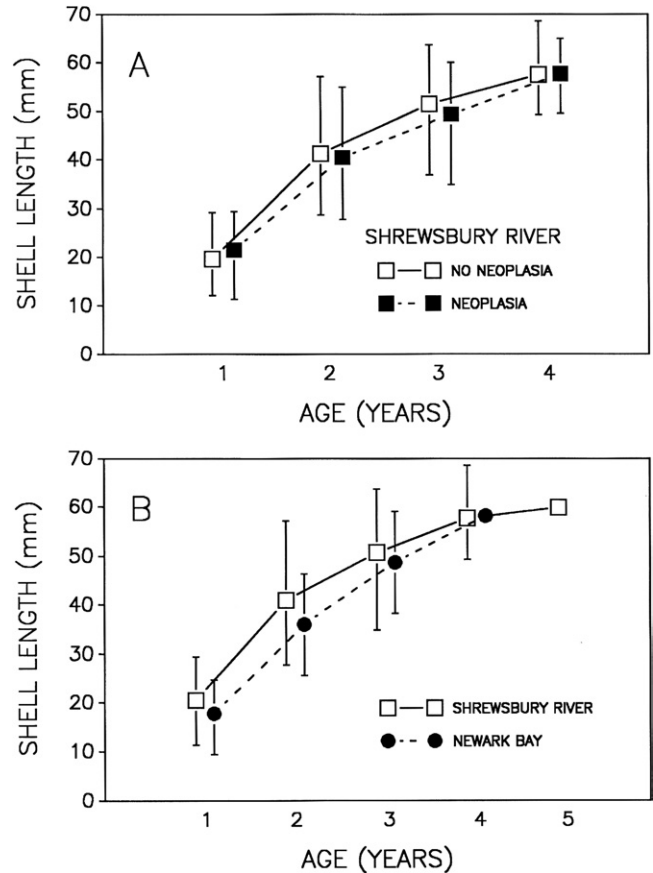 A
SHELL LENGTH (mm)
70
60
50
40
30
20
10
0
SHREWSBURY RIVER
NO NEOPLASIA
NEOPLASIA
1 2 3 4
AGE (YEARS)
B
SHELL LENGTH (mm)
70
60
50
40
30
20
10
0
SHREWSBURY RIVER
NEWARK BAY
1 2 3 4 5
AGE (YEARS)